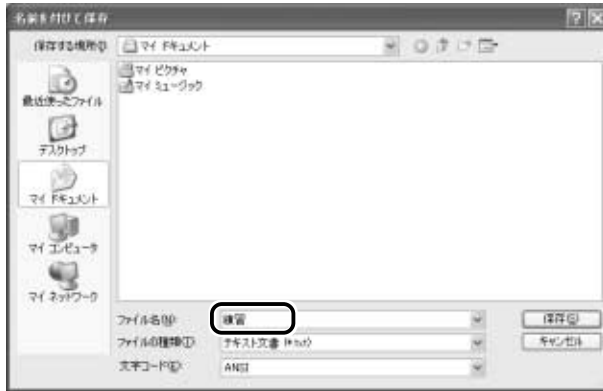 名前を付けて保存
保存する場所(I):
マイ ドキュメント
マイ ピクチャ
マイ ミュージック
最近使ったファイル
デスクトップ
マイ ドキュメント
マイ コンピュータ
マイ ネットワーク
ファイル名(N):
練習
保存(S)
ファイルの種類(T):
テキスト文書 (*.txt)
キャンセル
文字コード(E):
ANSI